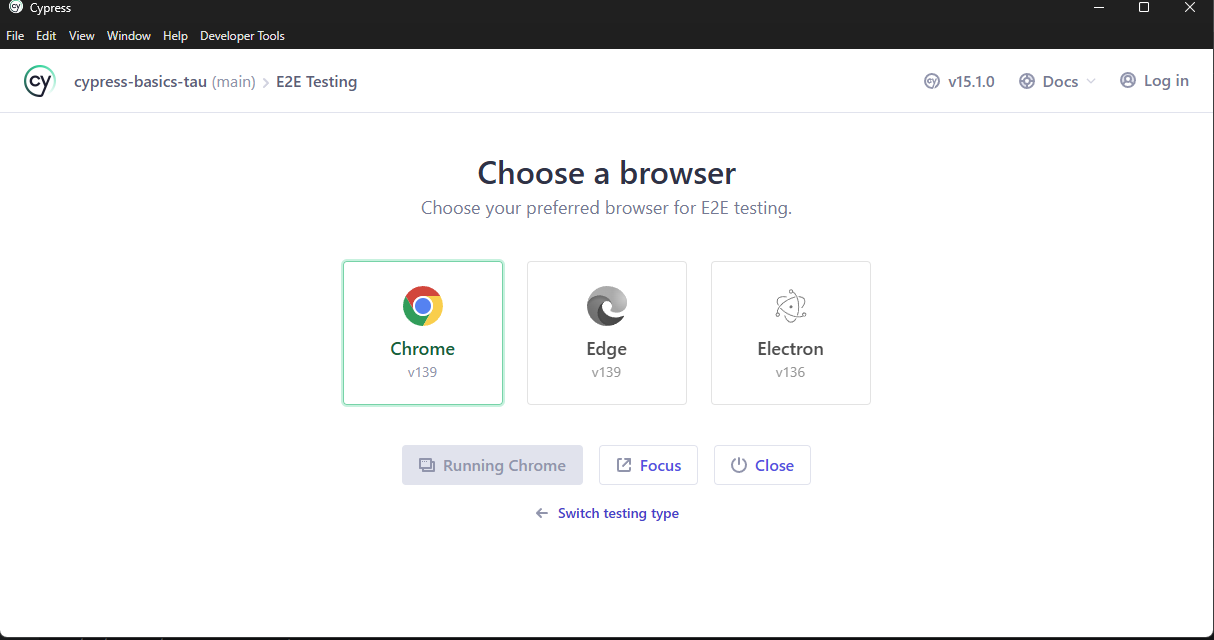 cy Cypress
File Edit View Window Help Developer Tools
cy cypress-basics-tau (main) > E2E Testing cy v15.1.0 Docs Log in
Choose a browser
Choose your preferred browser for E2E testing.
Chrome Edge Electron
v139 v139 v136
Running Chrome Focus Close
← Switch testing type